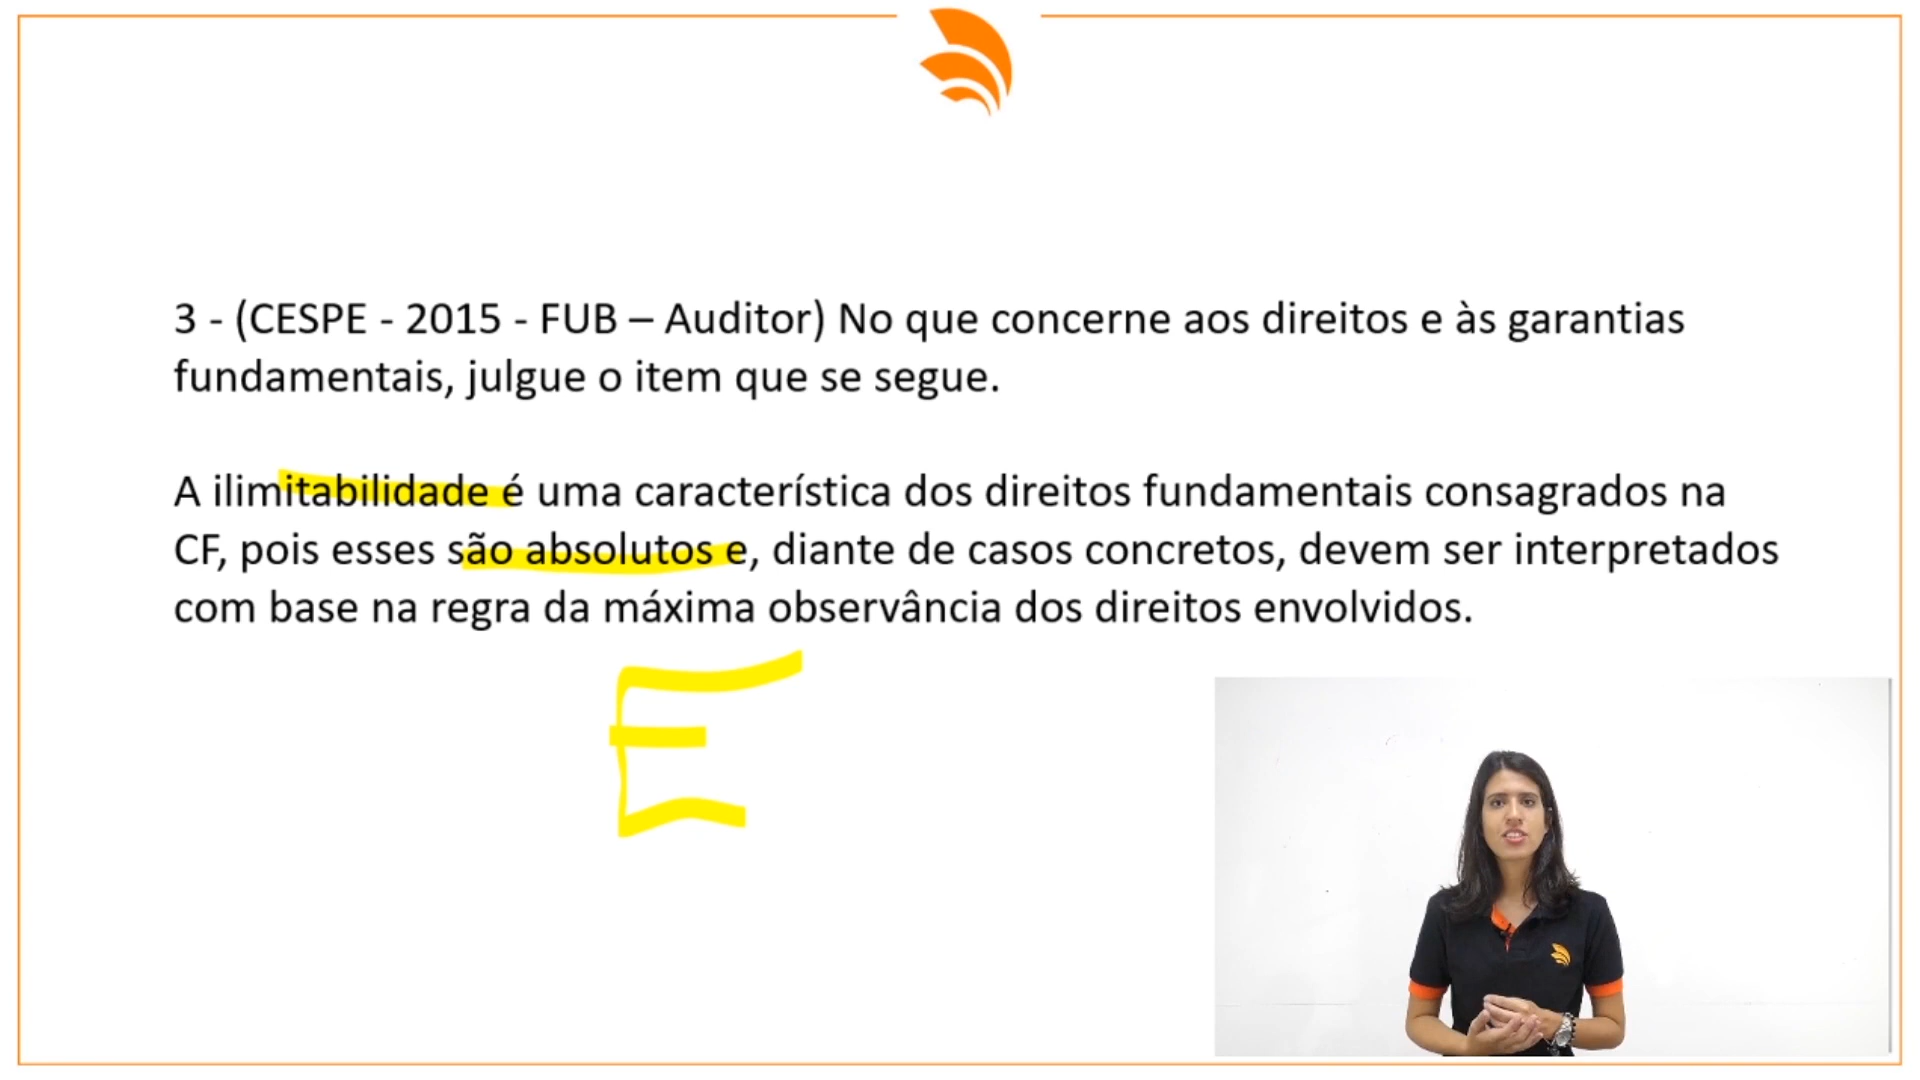 3 - (CESPE - 2015 - FUB – Auditor) No que concerne aos direitos e às garantias
fundamentais, julgue o item que se segue.
A ilimitabilidade é uma característica dos direitos fundamentais consagrados na
CF, pois esses são absolutos e, diante de casos concretos, devem ser interpretados
com base na regra da máxima observância dos direitos envolvidos.
E